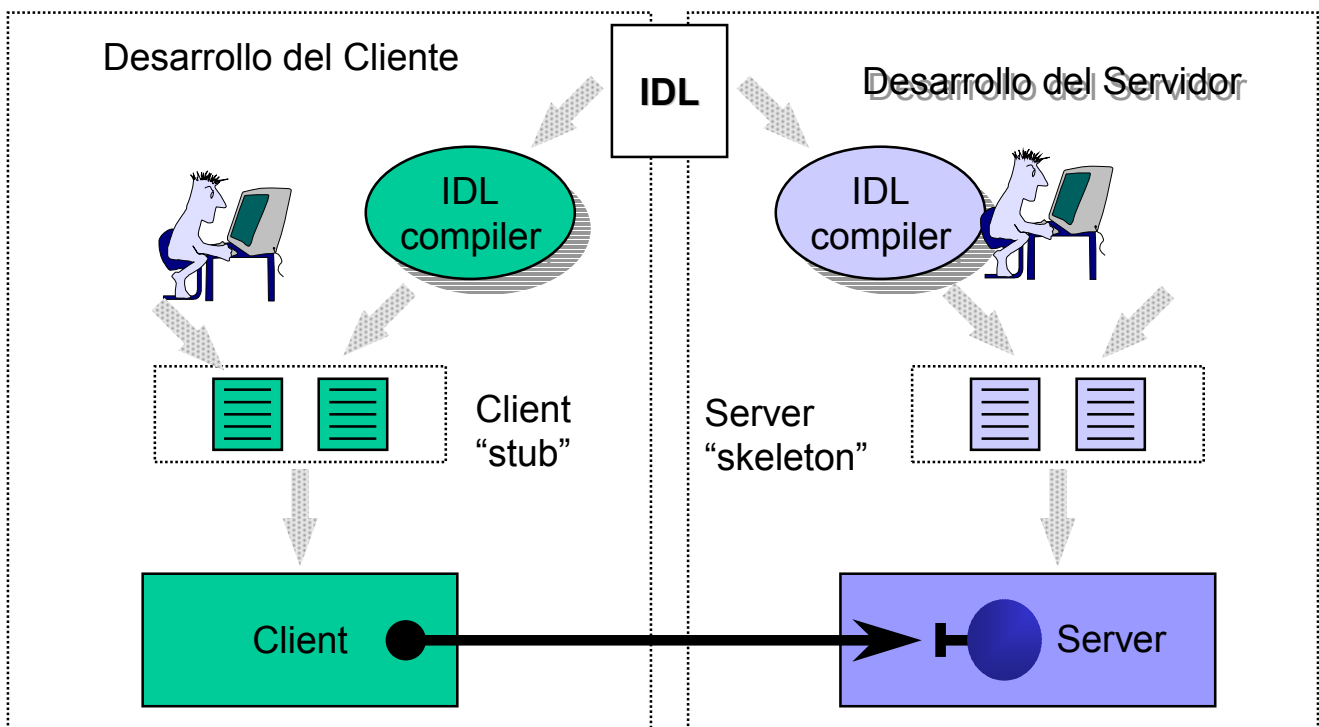 Desarrollo del Cliente
IDL
Desarrollo del Servidor
IDL
compiler
IDL
compiler
Client
“stub”
Server
“skeleton”
Client
Server